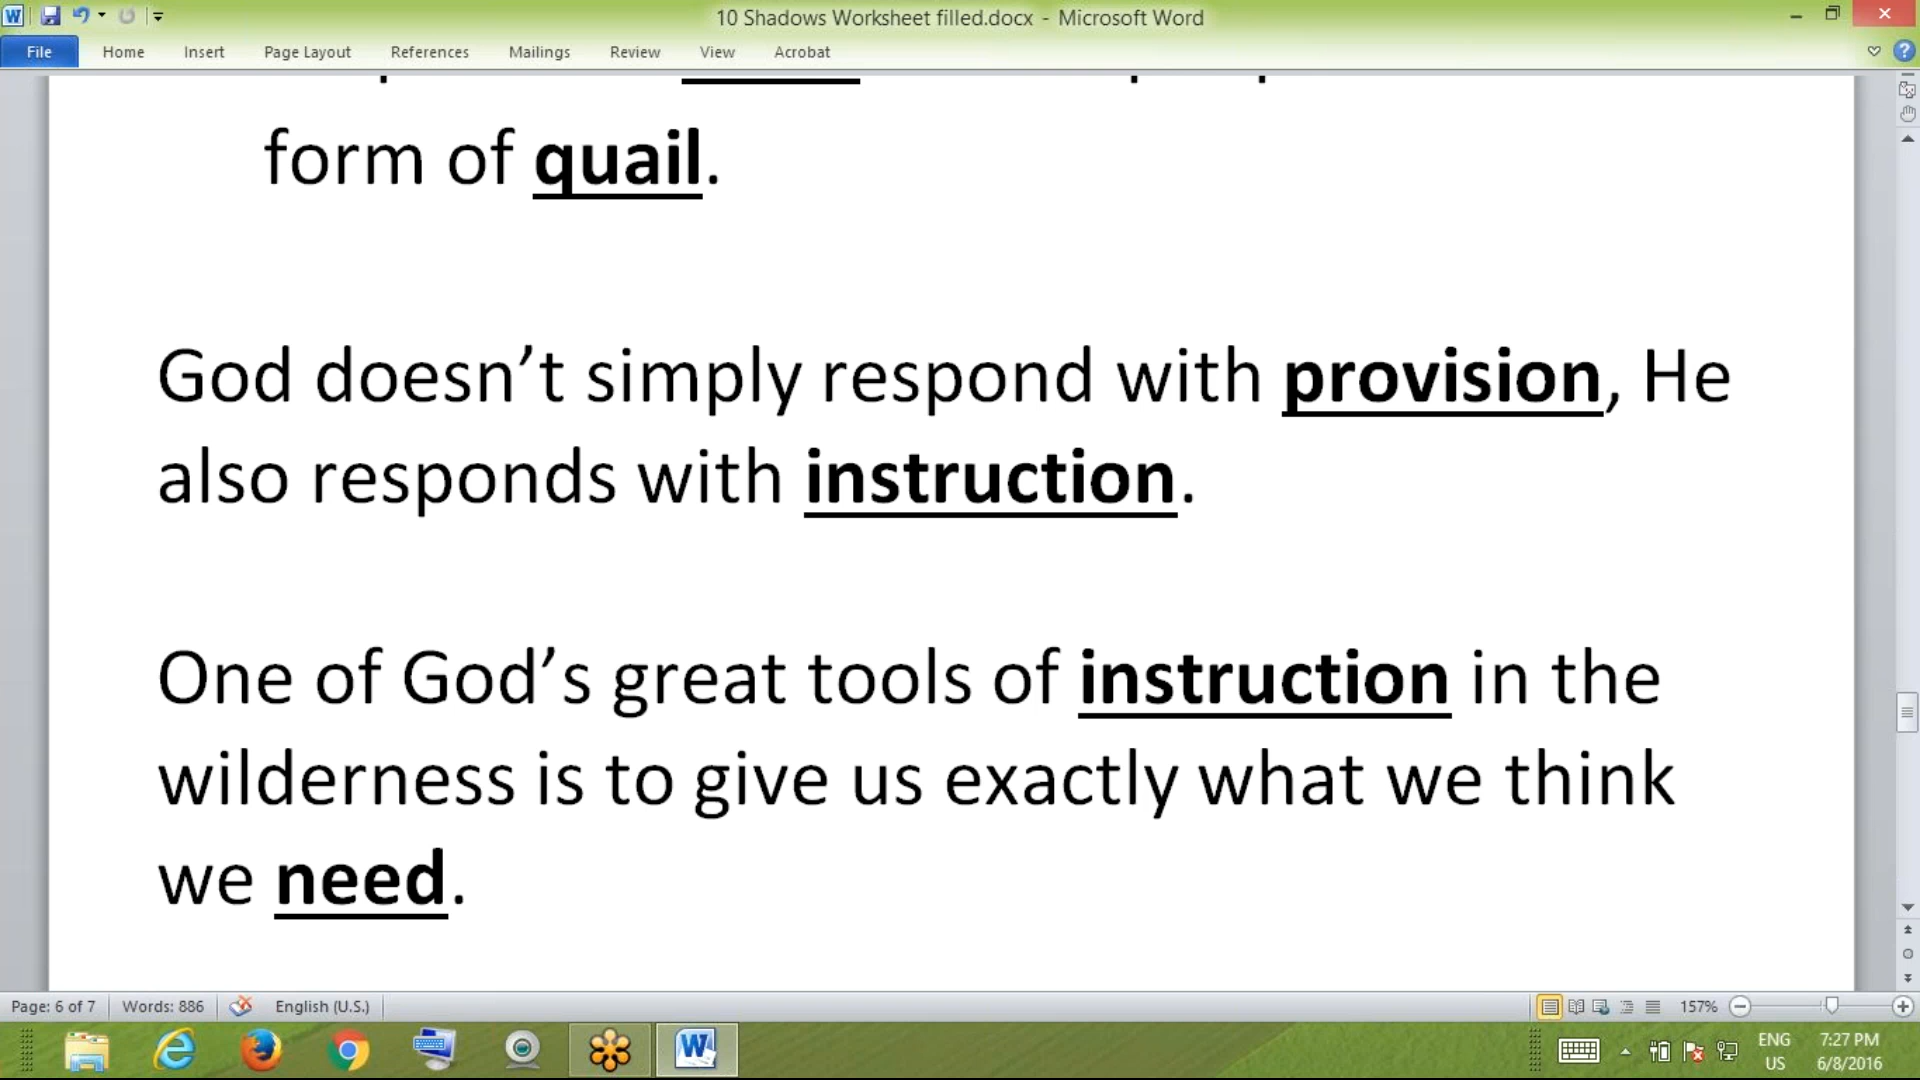 10 Shadows Worksheet filled.docx - Microsoft Word
File Home Insert Page Layout References Mailings Review View Acrobat
form of quail.
God doesn’t simply respond with provision, He
also responds with instruction.
One of God’s great tools of instruction in the
wilderness is to give us exactly what we think
we need.
Page: 6 of 7 Words: 886 English (U.S.) 157%
ENG 7:27 PM
US 6/8/2016